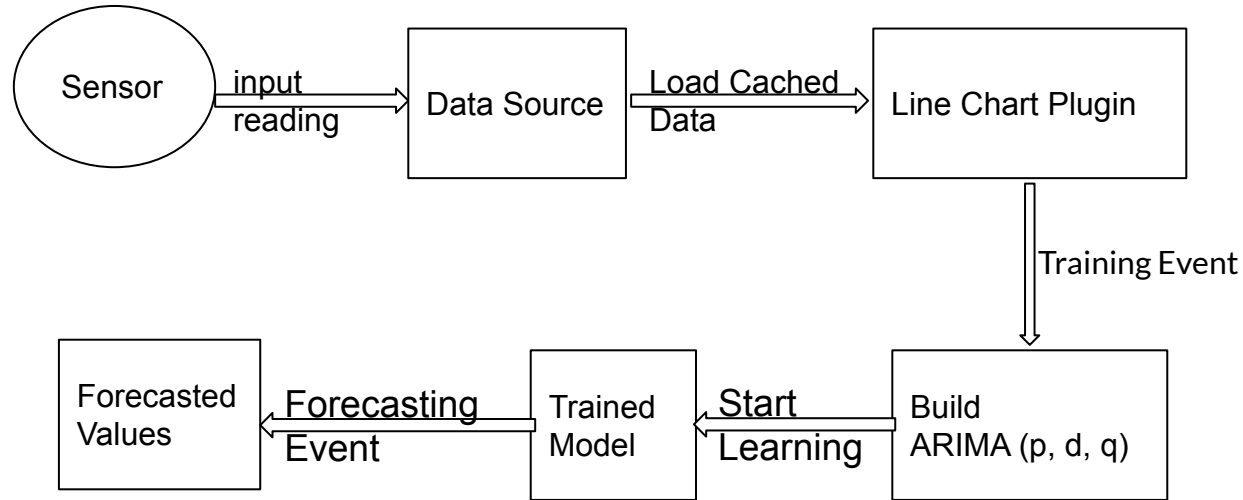 Sensor
input
reading
Data Source
Load Cached
Data
Line Chart Plugin
Training Event
Build
ARIMA (p, d, q)
Start
Learning
Trained
Model
Forecasting
Event
Forecasted
Values